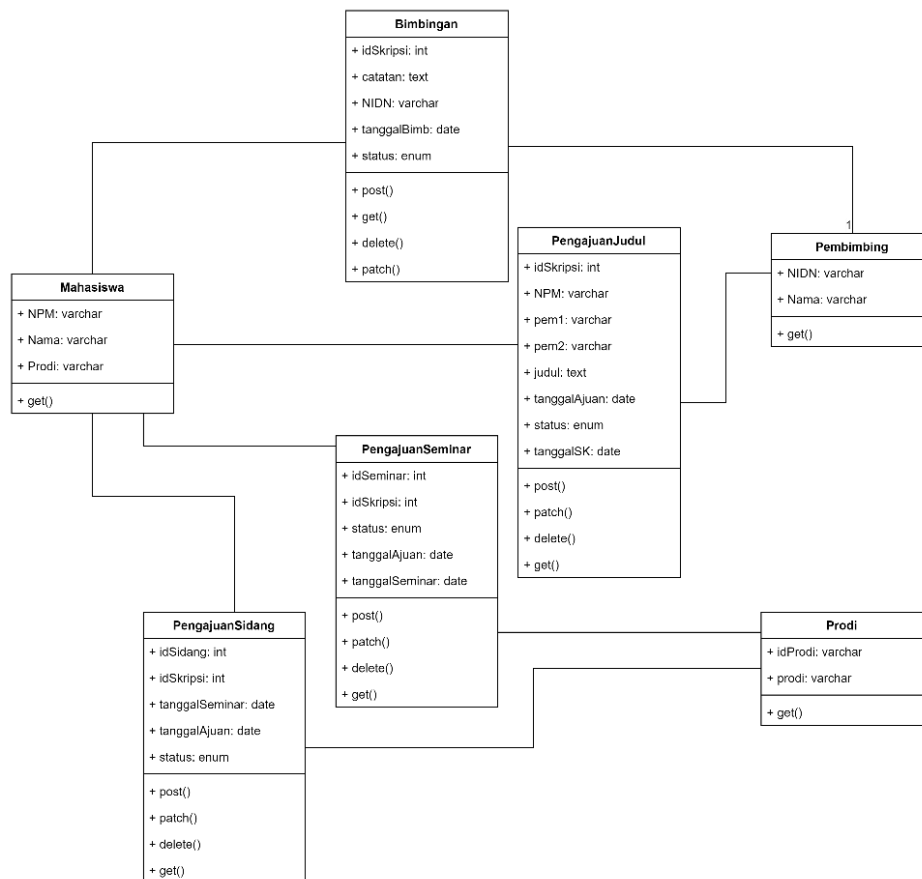 Bimbingan
+ idSkripsi: int
+ catatan: text
+ NIDN: varchar
+ tanggalBimb: date
+ status: enum
+ post()
+ get()
+ delete()
+ patch()
1
Pembimbing
+ NIDN: varchar
+ Nama: varchar
+ get()
PengajuanJudul
+ idSkripsi: int
+ NPM: varchar
+ pem1: varchar
+ pem2: varchar
+ judul: text
+ tanggalAjuan: date
+ status: enum
+ tanggalSK: date
+ post()
+ patch()
+ delete()
+ get()
Mahasiswa
+ NPM: varchar
+ Nama: varchar
+ Prodi: varchar
+ get()
PengajuanSeminar
+ idSeminar: int
+ idSkripsi: int
+ status: enum
+ tanggalAjuan: date
+ tanggalSeminar: date
+ post()
+ patch()
+ delete()
+ get()
PengajuanSidang
+ idSidang: int
+ idSkripsi: int
+ tanggalSeminar: date
+ tanggalAjuan: date
+ status: enum
+ post()
+ patch()
+ delete()
+ get()
Prodi
+ idProdi: varchar
+ prodi: varchar
+ get()